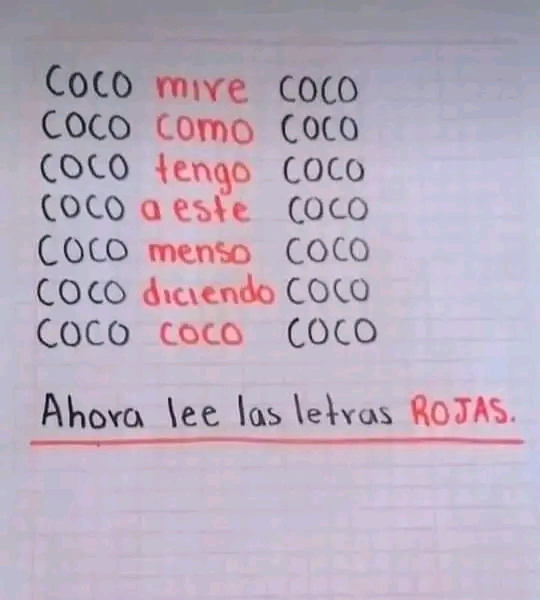 COCO mire COCO
COCO como COCO
COCO tengo COCO
COCO a este COCO
COCO menso COCO
COCO diciendo COCO
COCO coco COCO
Ahora lee las letras ROJAS.